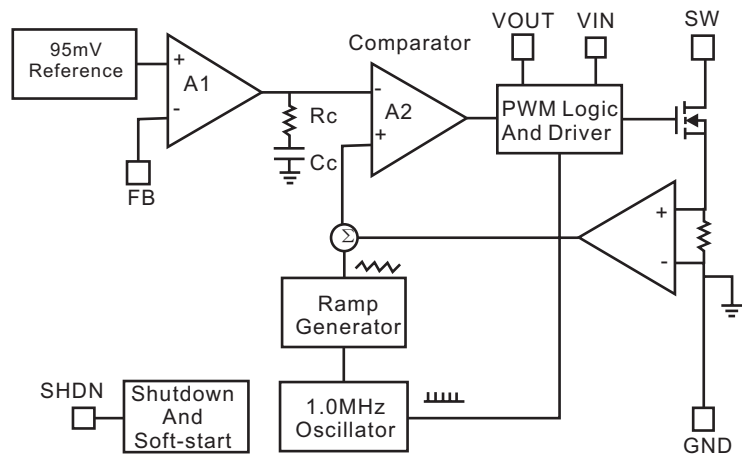 VOUT
VIN
SW
95mV
Reference
+
-
A1
Comparator
-
+
A2
PWM Logic
And Driver
Rc
Cc
FB
+
-
Σ
Ramp
Generator
1.0MHz
Oscillator
SHDN
Shutdown
And
Soft-start
GND